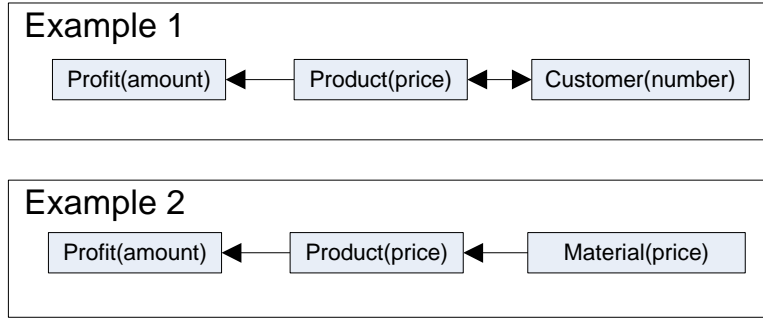 Example 1
Profit(amount) Product(price) Customer(number)
Example 2
Profit(amount) Product(price) Material(price)